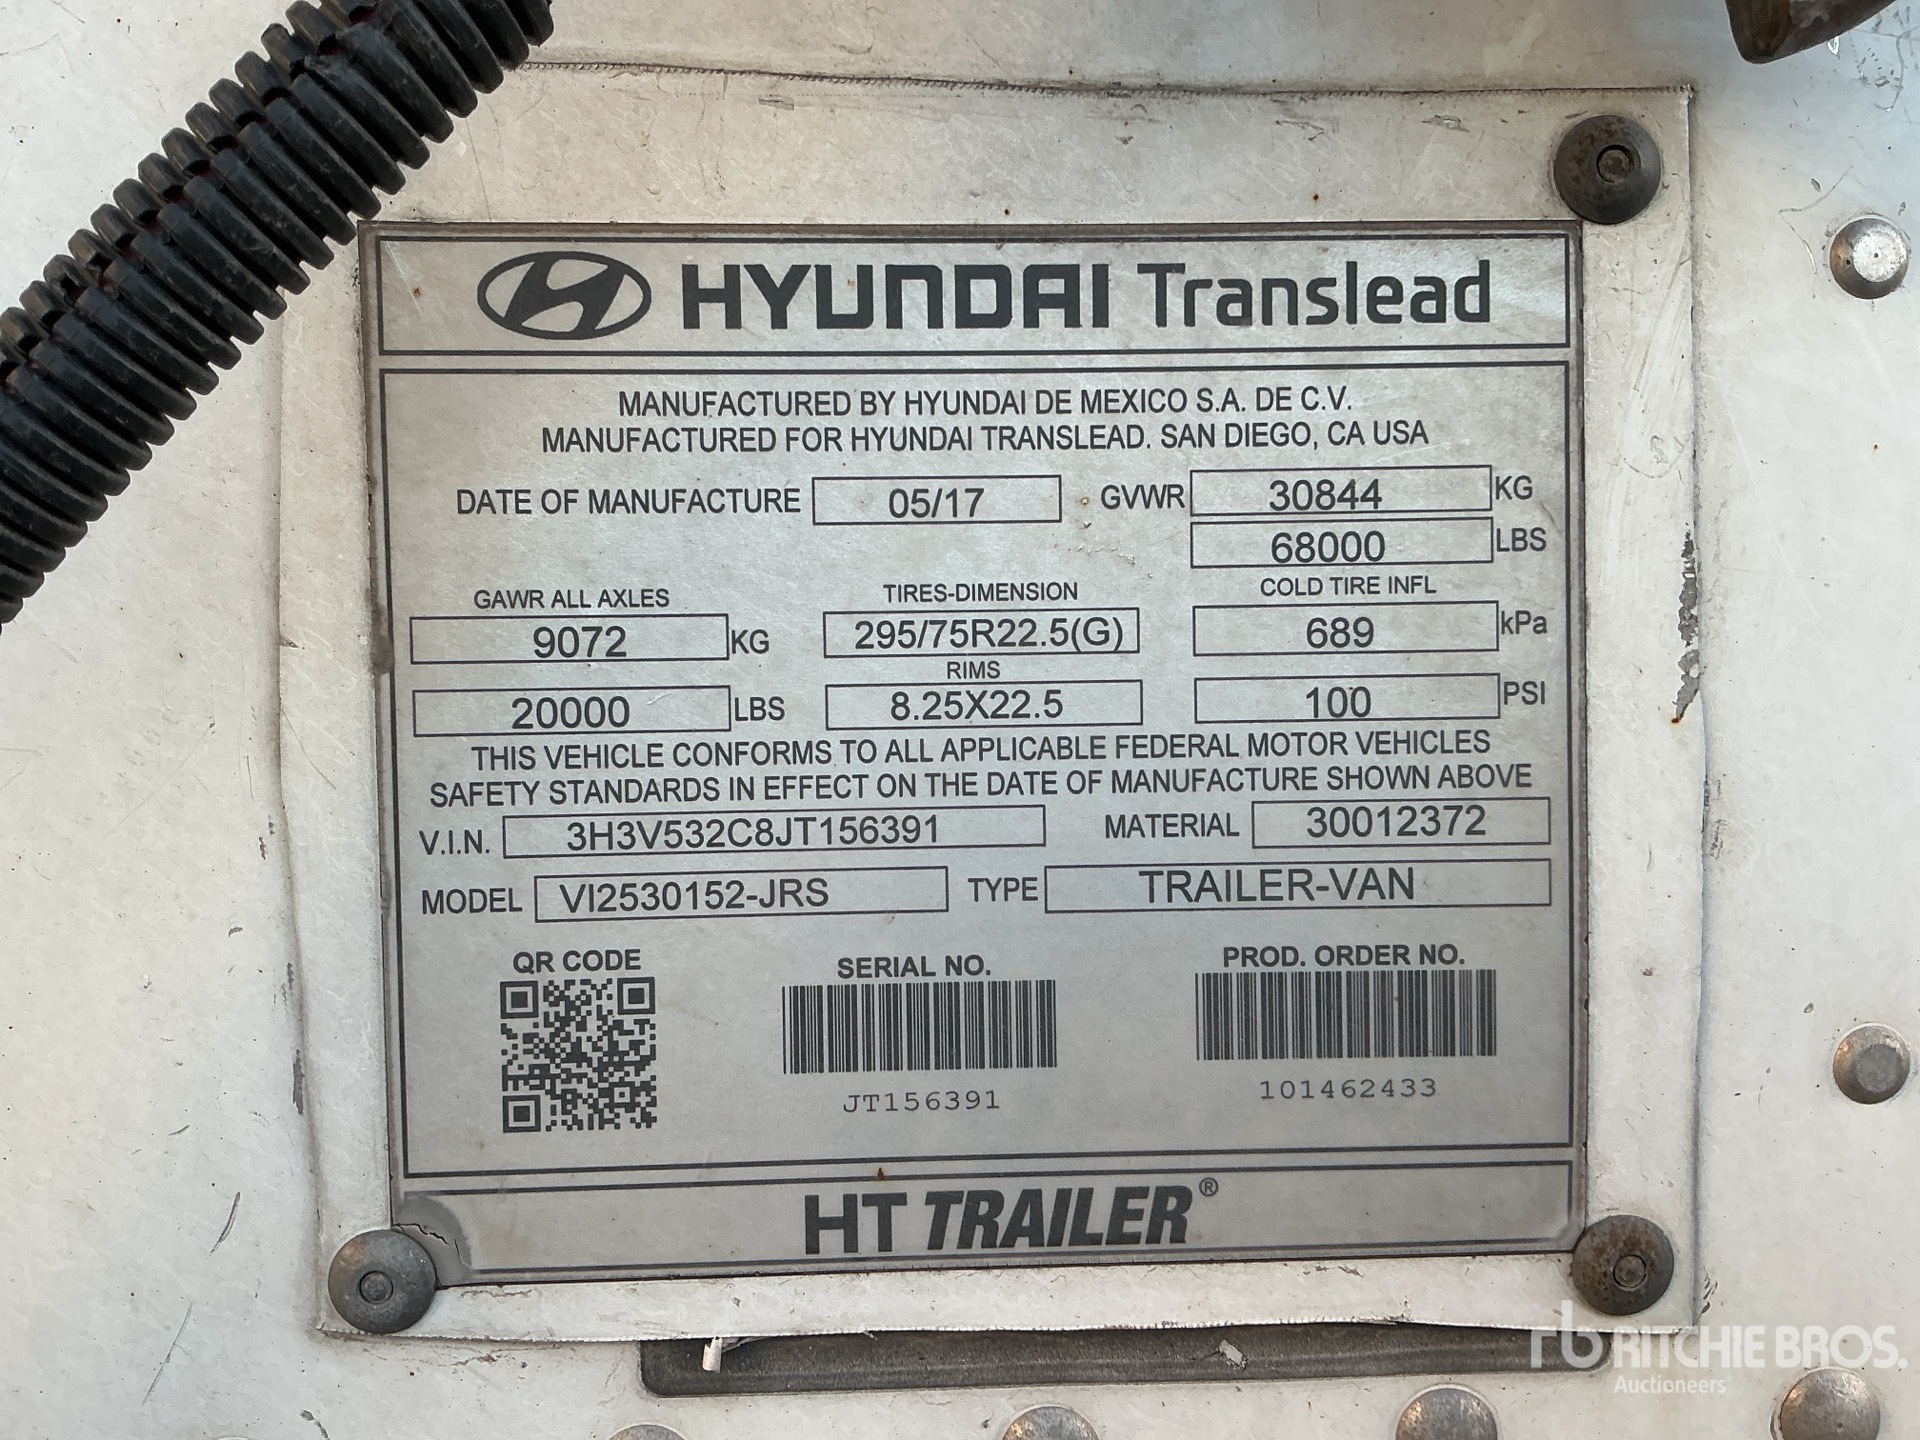 HYUNDAI Translead
MANUFACTURED BY HYUNDAI DE MEXICO S.A. DE C.V.
MANUFACTURED FOR HYUNDAI TRANSLEAD. SAN DIEGO, CA USA
DATE OF MANUFACTURE 05/17 GVWR 30844 KG
68000 LBS
GAWR ALL AXLES TIRES-DIMENSION COLD TIRE INFL
9072 KG 295/75R22.5(G) 689 kPa
RIMS
20000 LBS 8.25X22.5 100 PSI
THIS VEHICLE CONFORMS TO ALL APPLICABLE FEDERAL MOTOR VEHICLES
SAFETY STANDARDS IN EFFECT ON THE DATE OF MANUFACTURE SHOWN ABOVE
V.I.N. 3H3V532C8JT156391 MATERIAL 30012372
MODEL VI2530152-JRS TYPE TRAILER-VAN
QR CODE SERIAL NO. PROD. ORDER NO.
JT156391 101462433
HT TRAILER®
rb RITCHIE BROS.
Auctioneers